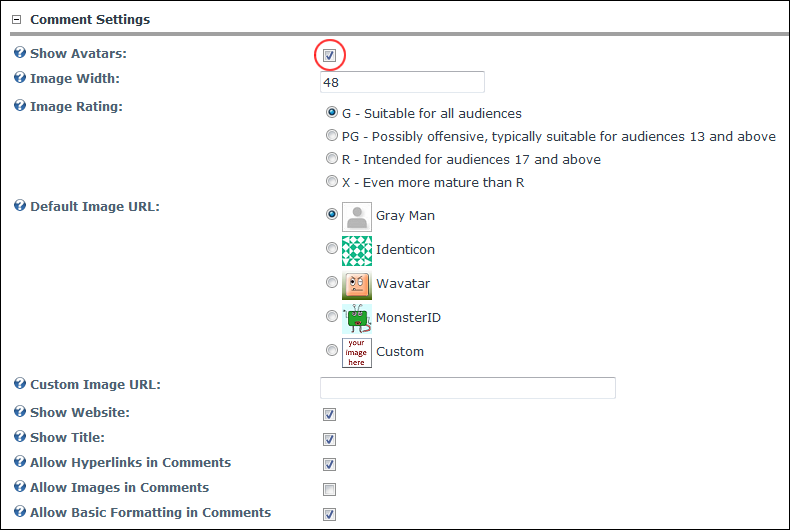 Comment Settings
Show Avatars:
Image Width: 48
Image Rating:
G - Suitable for all audiences
PG - Possibly offensive, typically suitable for audiences 13 and above
R - Intended for audiences 17 and above
X - Even more mature than R
Default Image URL:
Gray Man
Identicon
Wavatar
MonsterID
your
image
here
Custom
Custom Image URL:
Show Website:
Show Title:
Allow Hyperlinks in Comments
Allow Images in Comments
Allow Basic Formatting in Comments